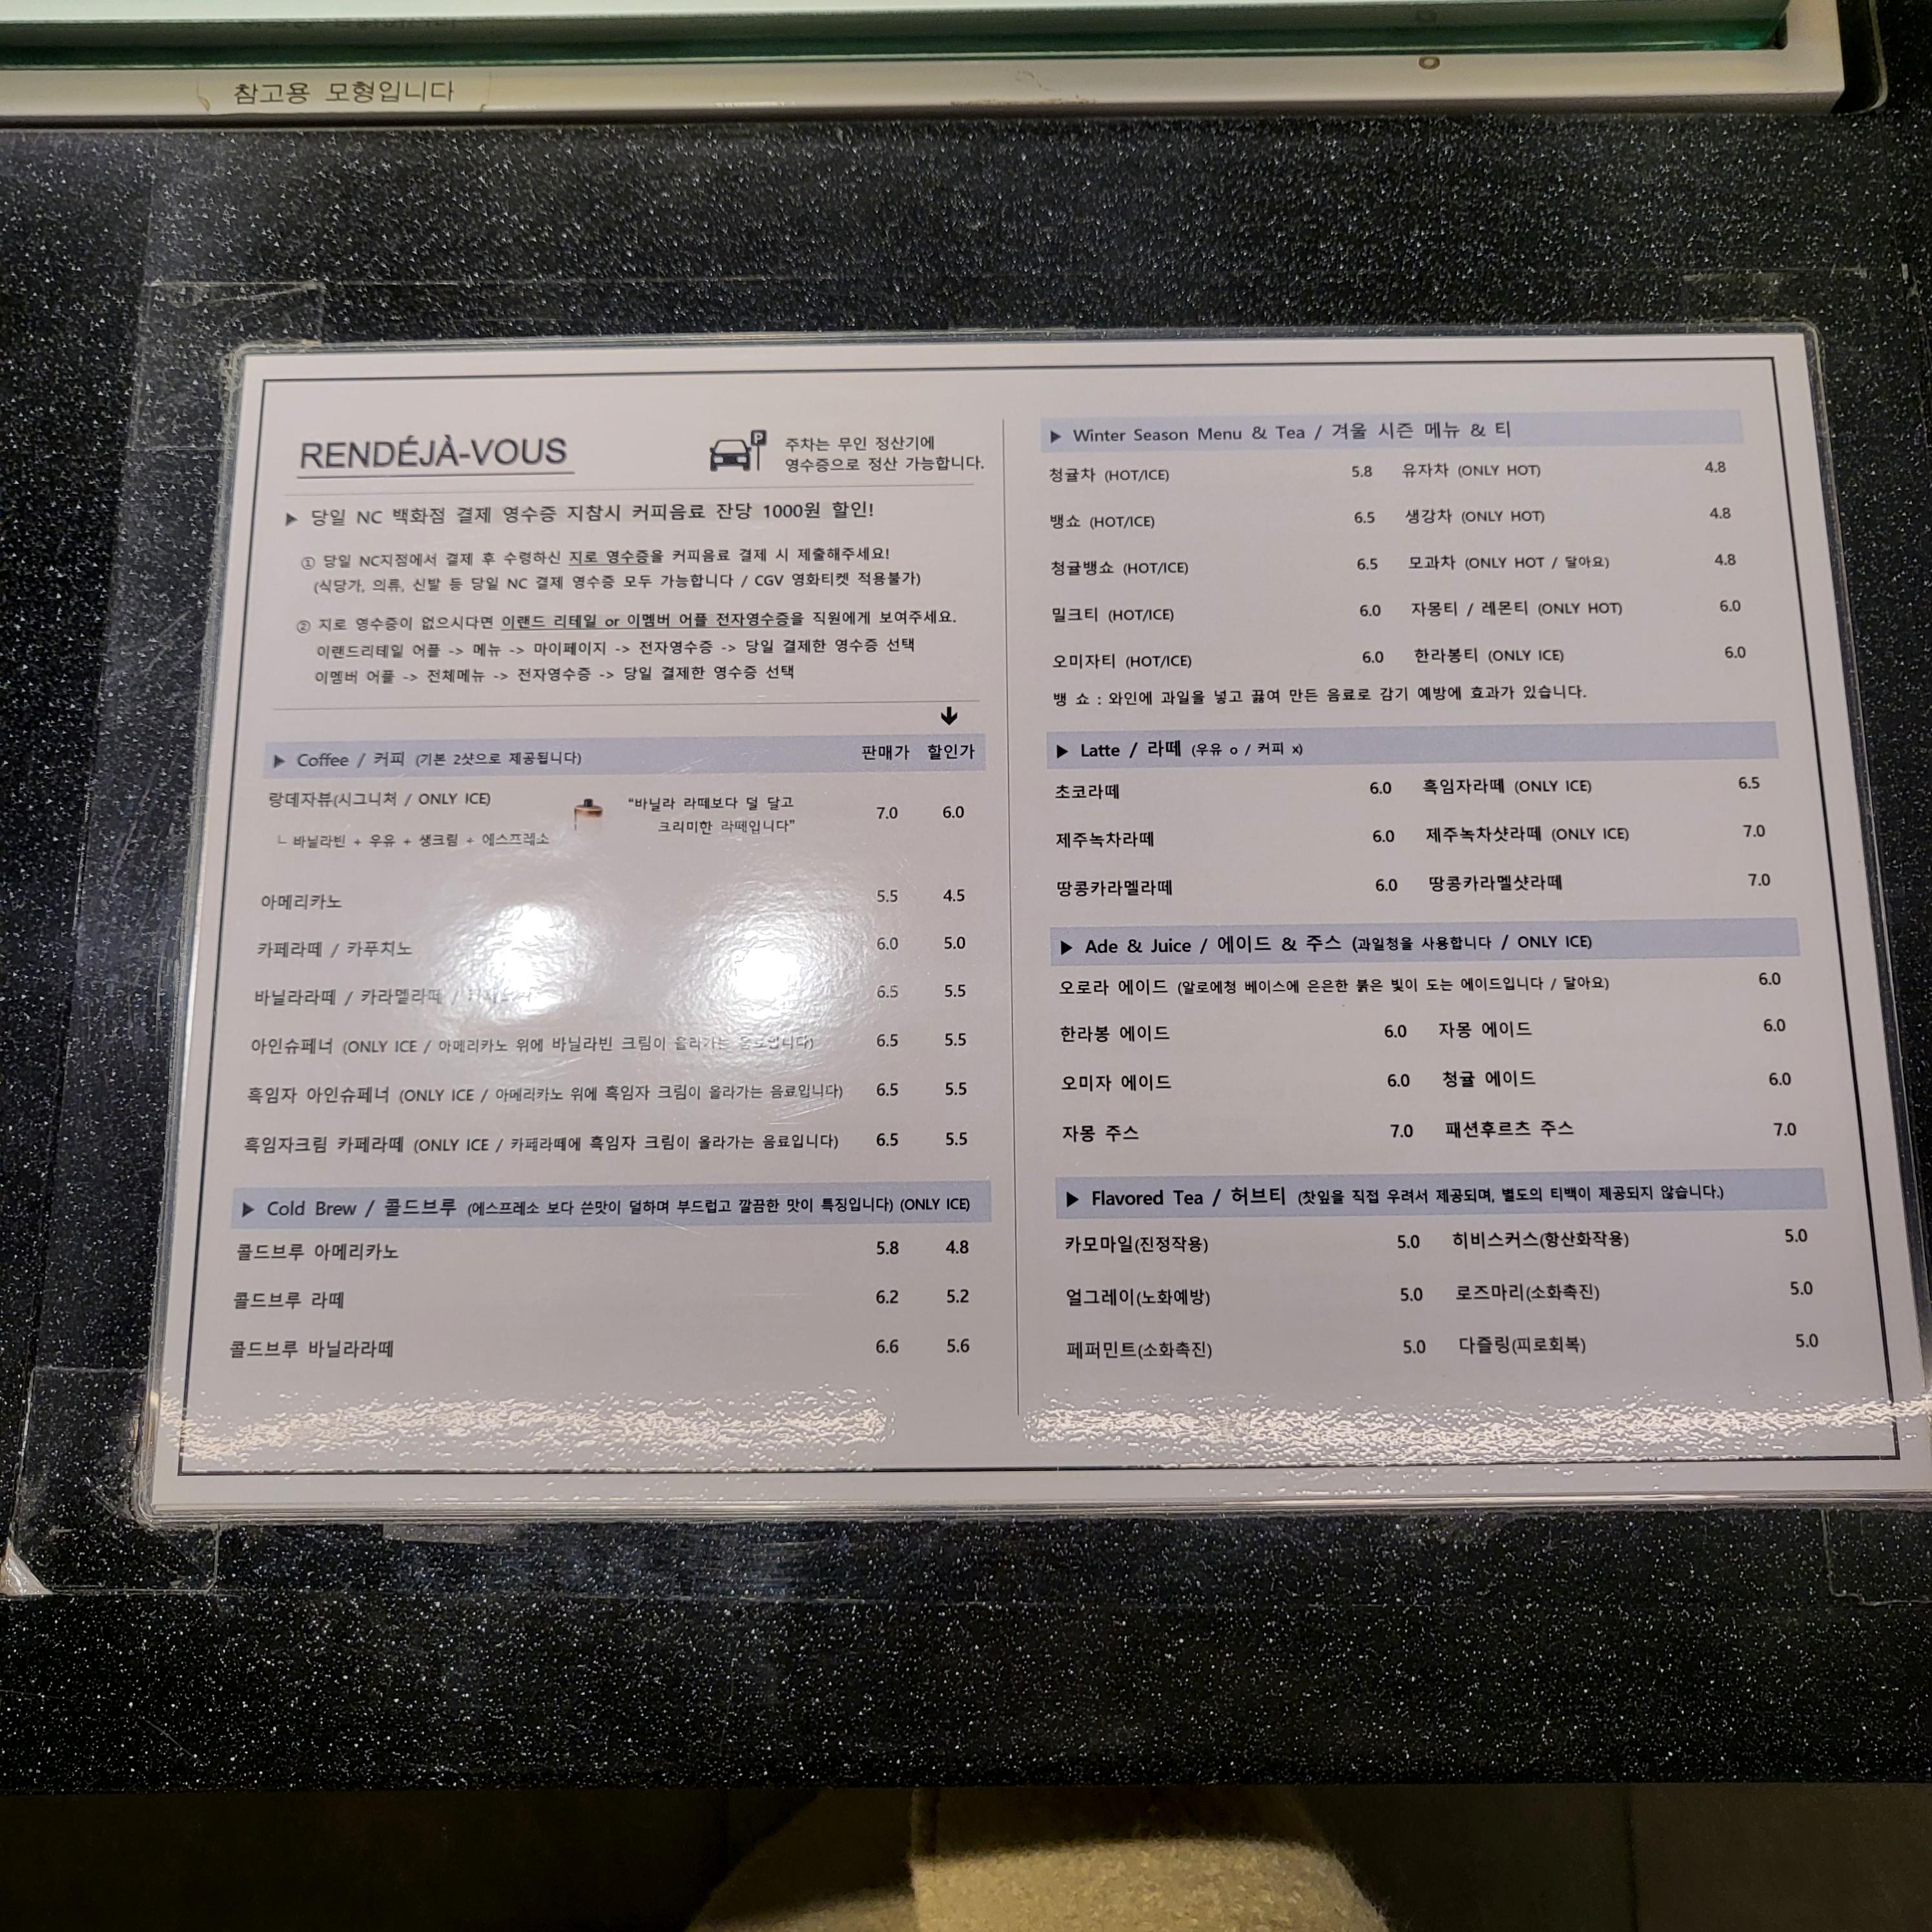 참고용 모형입니다
RENDÉJÀ-VOUS
P
주차는 무인 정산기에
영수증으로 정산 가능합니다.
▶ 당일 NC 백화점 결제 영수증 지참시 커피음료 잔당 1000원 할인!
① 당일 NC지점에서 결제 후 수령하신 지로 영수증을 커피음료 결제 시 제출해주세요!
(식당가, 의류, 신발 등 당일 NC 결제 영수증 모두 가능합니다 / CGV 영화티켓 적용불가)
② 지로 영수증이 없으시다면 이랜드 리테일 or 이멤버 어플 전자영수증을 직원에게 보여주세요.
이랜드리테일 어플 -> 메뉴 -> 마이페이지 -> 전자영수증 -> 당일 결제한 영수증 선택
이멤버 어플 -> 전체메뉴 -> 전자영수증 -> 당일 결제한 영수증 선택
▶ Coffee / 커피 (기본 2샷으로 제공됩니다) 판매가 할인가
랑데자뷰(시그니처 / ONLY ICE) "바닐라 라떼보다 덜 달고
크리미한 라떼입니다" 7.0 6.0
ㄴ 바닐라빈 + 우유 + 생크림 + 에스프레소
아메리카노 5.5 4.5
카페라떼 / 카푸치노 6.0 5.0
바닐라라떼 / 카라멜라떼 / 6.5 5.5
아인슈페너 (ONLY ICE / 아메리카노 위에 바닐라빈 크림이 올라가는 음료입니다) 6.5 5.5
흑임자 아인슈페너 (ONLY ICE / 아메리카노 위에 흑임자 크림이 올라가는 음료입니다) 6.5 5.5
흑임자크림 카페라떼 (ONLY ICE / 카페라떼에 흑임자 크림이 올라가는 음료입니다) 6.5 5.5
▶ Cold Brew / 콜드브루 (에스프레소 보다 쓴맛이 덜하며 부드럽고 깔끔한 맛이 특징입니다) (ONLY ICE)
콜드브루 아메리카노 5.8 4.8
콜드브루 라떼 6.2 5.2
콜드브루 바닐라라떼 6.6 5.6
▶ Winter Season Menu & Tea / 겨울 시즌 메뉴 & 티
청귤차 (HOT/ICE) 5.8 유자차 (ONLY HOT) 4.8
뱅쇼 (HOT/ICE) 6.5 생강차 (ONLY HOT) 4.8
청귤뱅쇼 (HOT/ICE) 6.5 모과차 (ONLY HOT / 달아요) 4.8
밀크티 (HOT/ICE) 6.0 자몽티 / 레몬티 (ONLY HOT) 6.0
오미자티 (HOT/ICE) 6.0 한라봉티 (ONLY ICE) 6.0
뱅 쇼 : 와인에 과일을 넣고 끓여 만든 음료로 감기 예방에 효과가 있습니다.
▶ Latte / 라떼 (우유 o / 커피 x)
초코라떼 6.0 흑임자라떼 (ONLY ICE) 6.5
제주녹차라떼 6.0 제주녹차샷라떼 (ONLY ICE) 7.0
땅콩카라멜라떼 6.0 땅콩카라멜샷라떼 7.0
▶ Ade & Juice / 에이드 & 주스 (과일청을 사용합니다 / ONLY ICE)
오로라 에이드 (알로에청 베이스에 은은한 붉은 빛이 도는 에이드입니다 / 달아요) 6.0
한라봉 에이드 6.0 자몽 에이드 6.0
오미자 에이드 6.0 청귤 에이드 6.0
자몽 주스 7.0 패션후르츠 주스 7.0
▶ Flavored Tea / 허브티 (찻잎을 직접 우려서 제공되며, 별도의 티백이 제공되지 않습니다.)
카모마일(진정작용) 5.0 히비스커스(항산화작용) 5.0
얼그레이(노화예방) 5.0 로즈마리(소화촉진) 5.0
페퍼민트(소화촉진) 5.0 다즐링(피로회복) 5.0